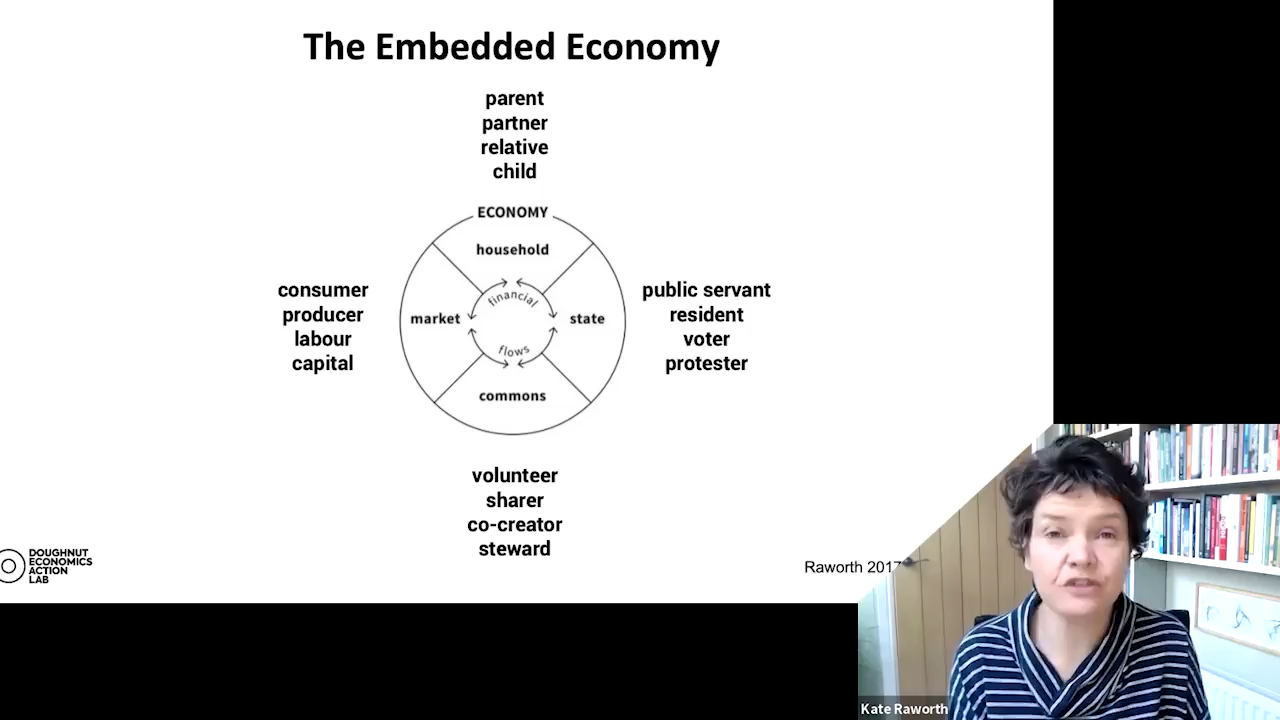 The Embedded Economy
parent
partner
relative
child
ECONOMY
household
consumer
producer
labour
capital
market
financial
flows
state
public servant
resident
voter
protester
commons
volunteer
sharer
co-creator
steward
DOUGHNUT
ECONOMICS
ACTION
LAB
Raworth 2017
Kate Raworth